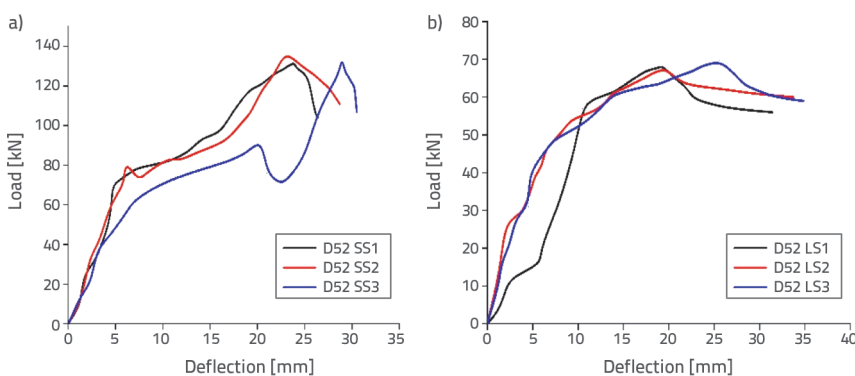 a)
Load [kN]
140
120
100
80
60
40
20
0
0 5 10 15 20 25 30 35
Deflection [mm]
D52 SS1
D52 SS2
D52 SS3
b)
Load [kN]
80
70
60
50
40
30
20
10
0
0 5 10 15 20 25 30 35 40
Deflection [mm]
D52 LS1
D52 LS2
D52 LS3